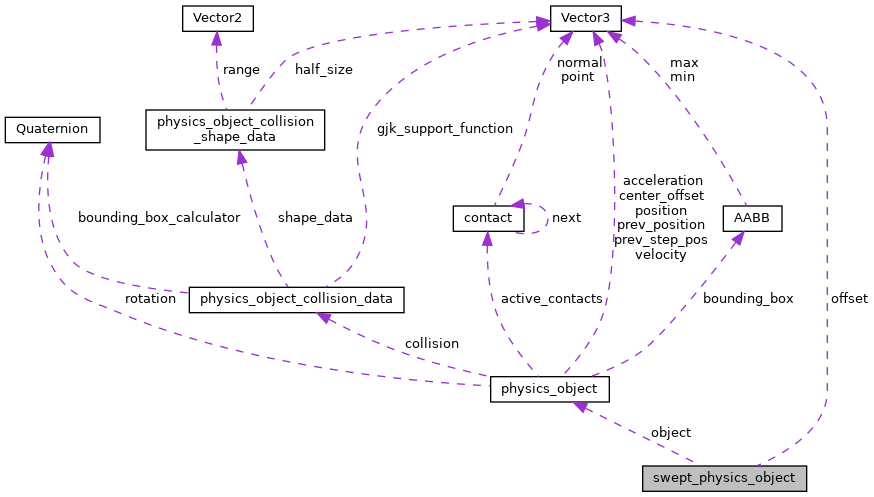 Vector2
Vector3
range
half_size
normal
point
max
min
physics_object_collision
_shape_data
Quaternion
gjk_support_function
acceleration
center_offset
position
prev_position
prev_step_pos
velocity
bounding_box_calculator
shape_data
contact
next
AABB
rotation
physics_object_collision_data
active_contacts
bounding_box
offset
collision
physics_object
object
swept_physics_object